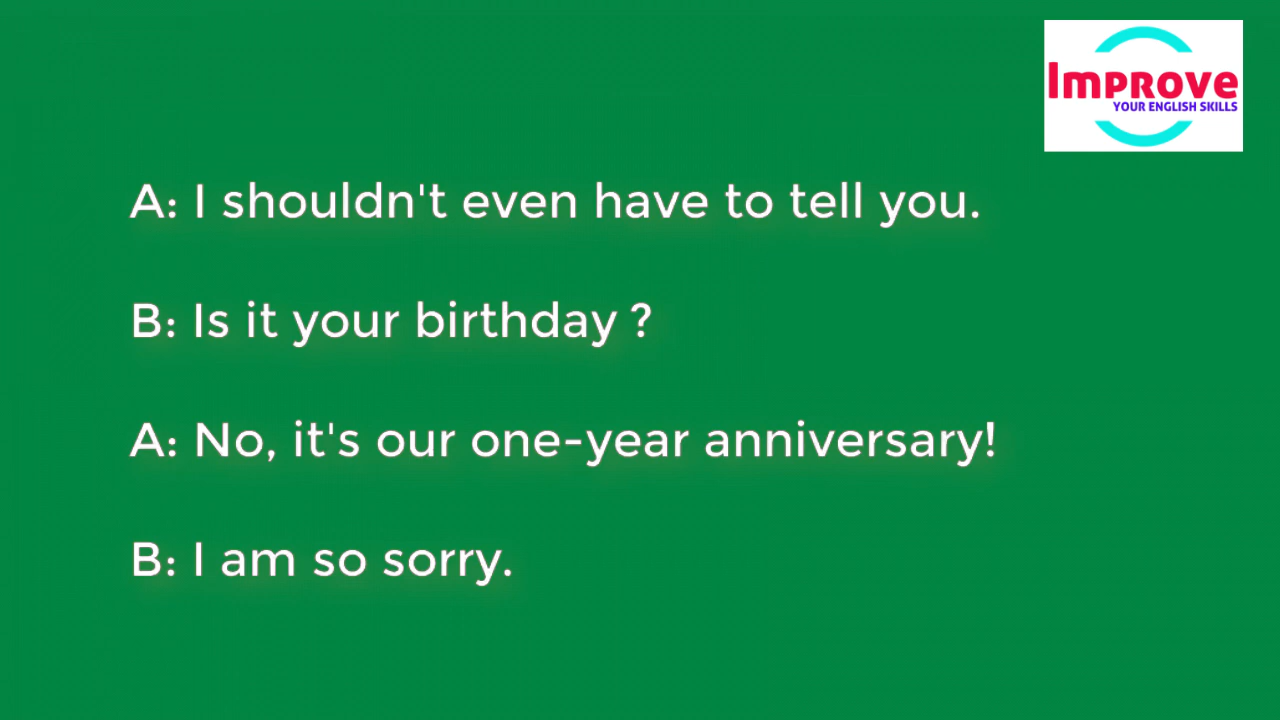 Improve
YOUR ENGLISH SKILLS
A: I shouldn't even have to tell you.
B: Is it your birthday ?
A: No, it's our one-year anniversary!
B: I am so sorry.